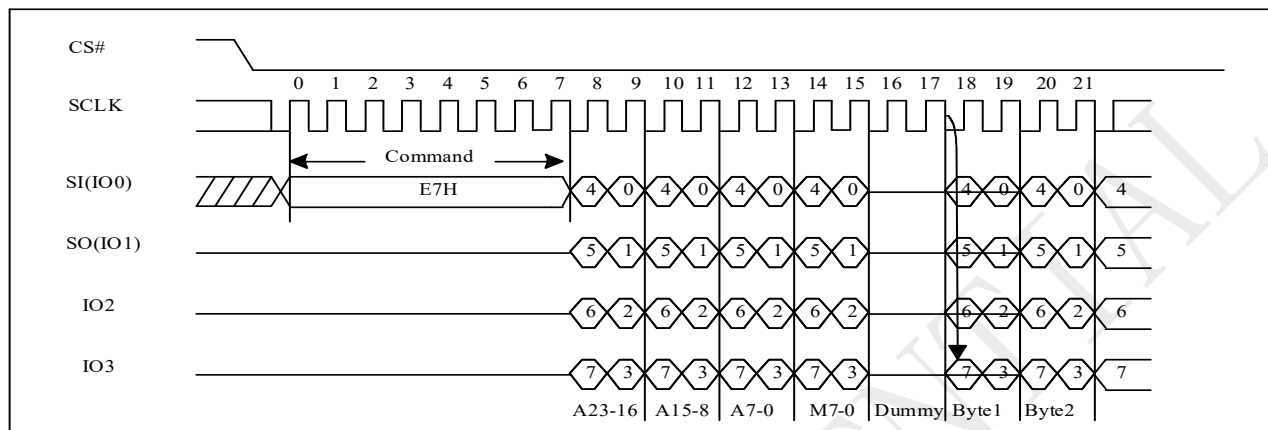 CS#
0 1 2 3 4 5 6 7 8 9 10 11 12 13 14 15 16 17 18 19 20 21
SCLK
Command
SI(IO0) E7H 4 0 4 0 4 0 4 0 4 0 4 0 4
SO(IO1) 5 1 5 1 5 1 5 1 5 1 5 1 5
IO2 6 2 6 2 6 2 6 2 6 2 6 2 6
IO3 7 3 7 3 7 3 7 3 7 3 7 3 7
A23-16 A15-8 A7-0 M7-0 Dummy Byte1 Byte2
NTIAL